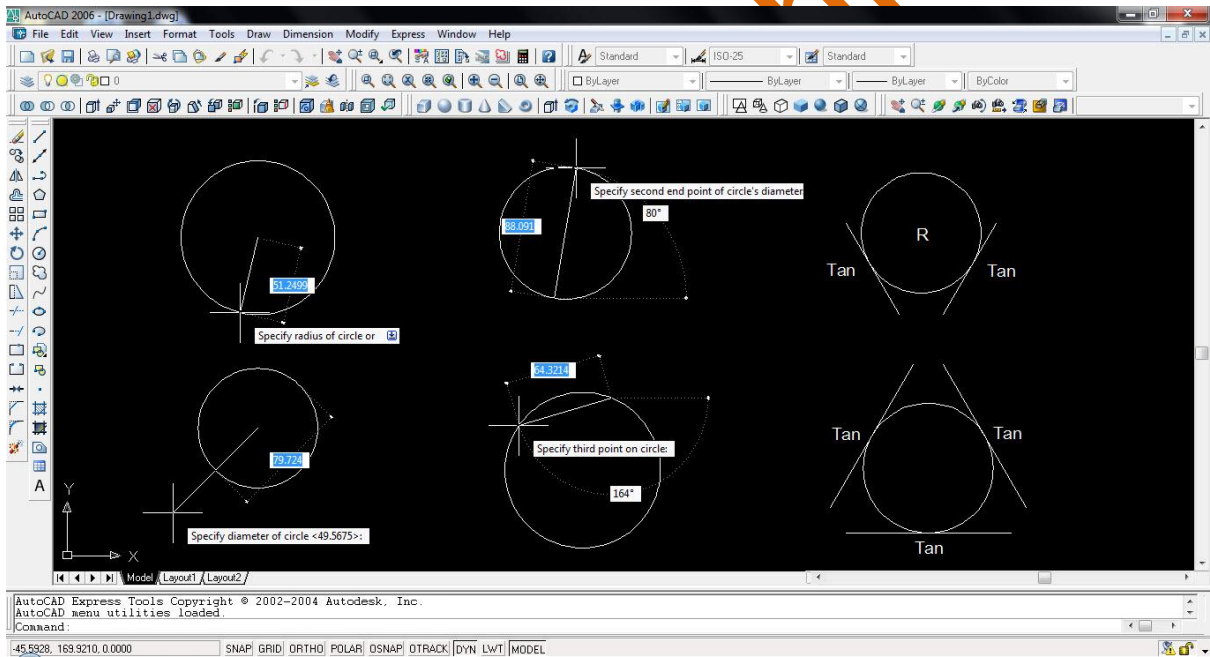 AutoCAD 2006 - [Drawing1.dwg]
File Edit View Insert Format Tools Draw Dimension Modify Express Window Help
Standard ISO-25 Standard
0 ByLayer ByLayer ByLayer ByColor
Specify second end point of circle's diameter
80°
88.091
R
Tan Tan
51.2499
Specify radius of circle or
64.3214
Tan Tan
Specify third point on circle:
79.724
164°
A
Y
Specify diameter of circle <49.5675>:
Tan
X
Model Layout1 Layout2
AutoCAD Express Tools Copyright © 2002-2004 Autodesk, Inc.
AutoCAD menu utilities loaded.
Command:
-45.5928, 169.9210, 0.0000 SNAP GRID ORTHO POLAR OSNAP OTRACK DYN LWT MODEL